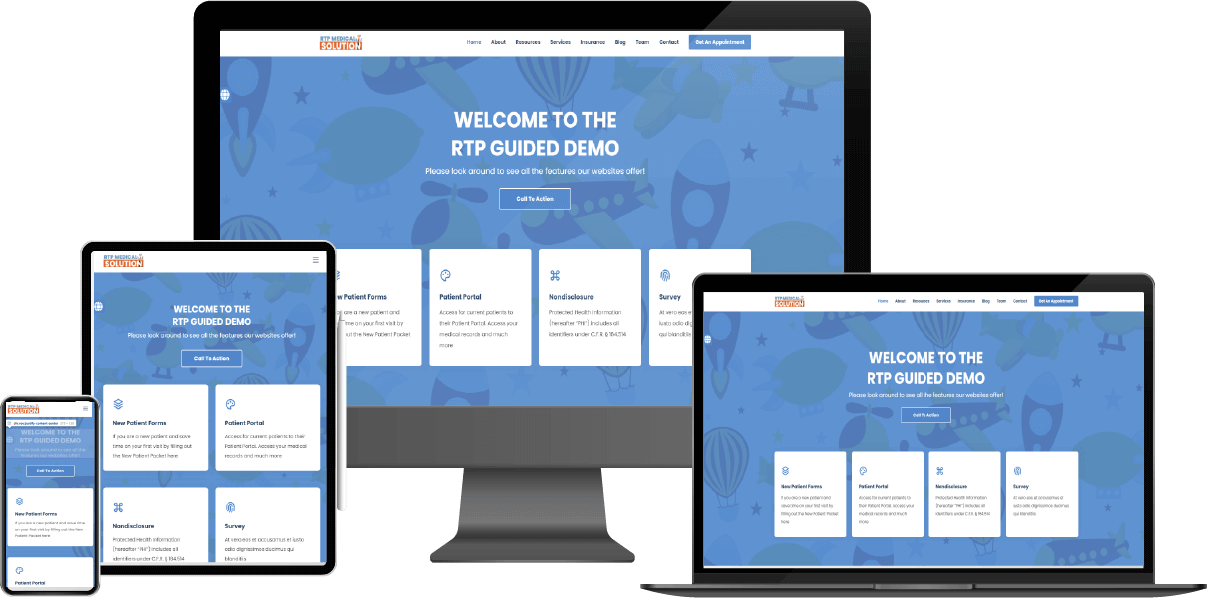 RTP MEDICAL
SOLUTION
Home About Resources Services Insurance Blog Team Contact Get An Appointment
WELCOME TO THE
RTP GUIDED DEMO
Please look around to see all the features our websites offer!
Call To Action
w Patient Forms
are a new patient and
time on your first visit by
out the New Patient Packet
Patient Portal
Access for current patients to
their Patient Portal. Access your
medical records and much
more
Nondisclosure
Protected Health Information
(hereafter "PHI") includes all
identifiers under C.F.R. § 164.514
Survey
At vero eos et
iusto odio digni
qui blanditiis
RTP MEDICAL
SOLUTION
WELCOME TO THE
RTP GUIDED DEMO
Please look around to see all the features our websites offer!
Call To Action
New Patient Forms
If you are a new patient and save
time on your first visit by filling out
the New Patient Packet here
Patient Portal
Access for current patients to their
Patient Portal. Access your medical
records and much more
Nondisclosure
Protected Health Information
(hereafter "PHI") includes all
identifiers under C.F.R. § 164.514
Survey
At vero eos et accusamus et iusto
odio dignissimos ducimus qui
blanditiis
RTP MEDICAL
SOLUTION
WELCOME TO THE
RTP GUIDED DEMO
Please look around to see all the
features our websites offer!
Call To Action
New Patient Forms
If you are a new patient and save time
on your first visit by filling out the New
Patient Packet here
Patient Portal
RTP MEDICAL
SOLUTION
Home About Resources Services Insurance Blog Team Contact Get An Appointment
WELCOME TO THE
RTP GUIDED DEMO
Please look around to see all the features our websites offer!
Call To Action
New Patient Forms
If you are a new patient and
save time on your first visit by
filling out the New Patient Packet
here
Patient Portal
Access for current patients to
their Patient Portal. Access your
medical records and much
more
Nondisclosure
Protected Health Information
(hereafter "PHI") includes all
identifiers under C.F.R. § 164.514
Survey
At vero eos et accusamus et
iusto odio dignissimos ducimus
qui blanditiis